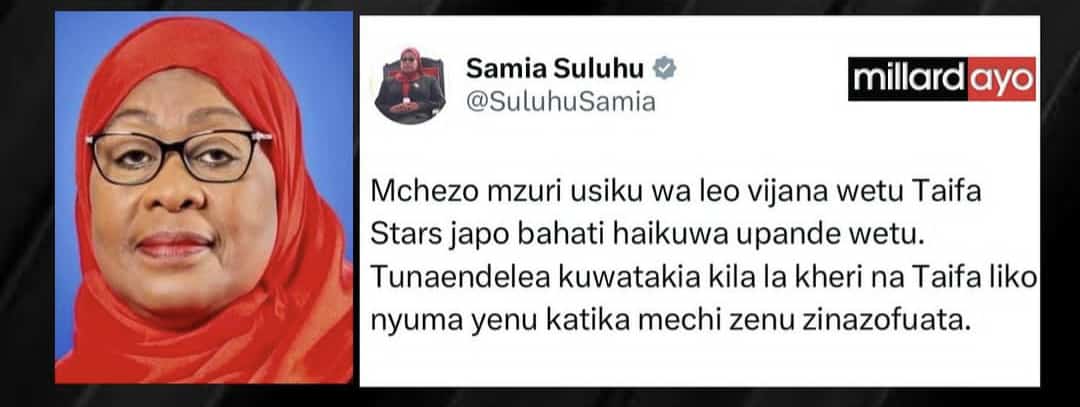 Samia Suluhu
@SuluhuSamia
millardayo
Mchezo mzuri usiku wa leo vijana wetu Taifa
Stars japo bahati haikuwa upande wetu.
Tunaendelea kuwatakia kila la kheri na Taifa liko
nyuma yenu katika mechi zenu zinazofuata.